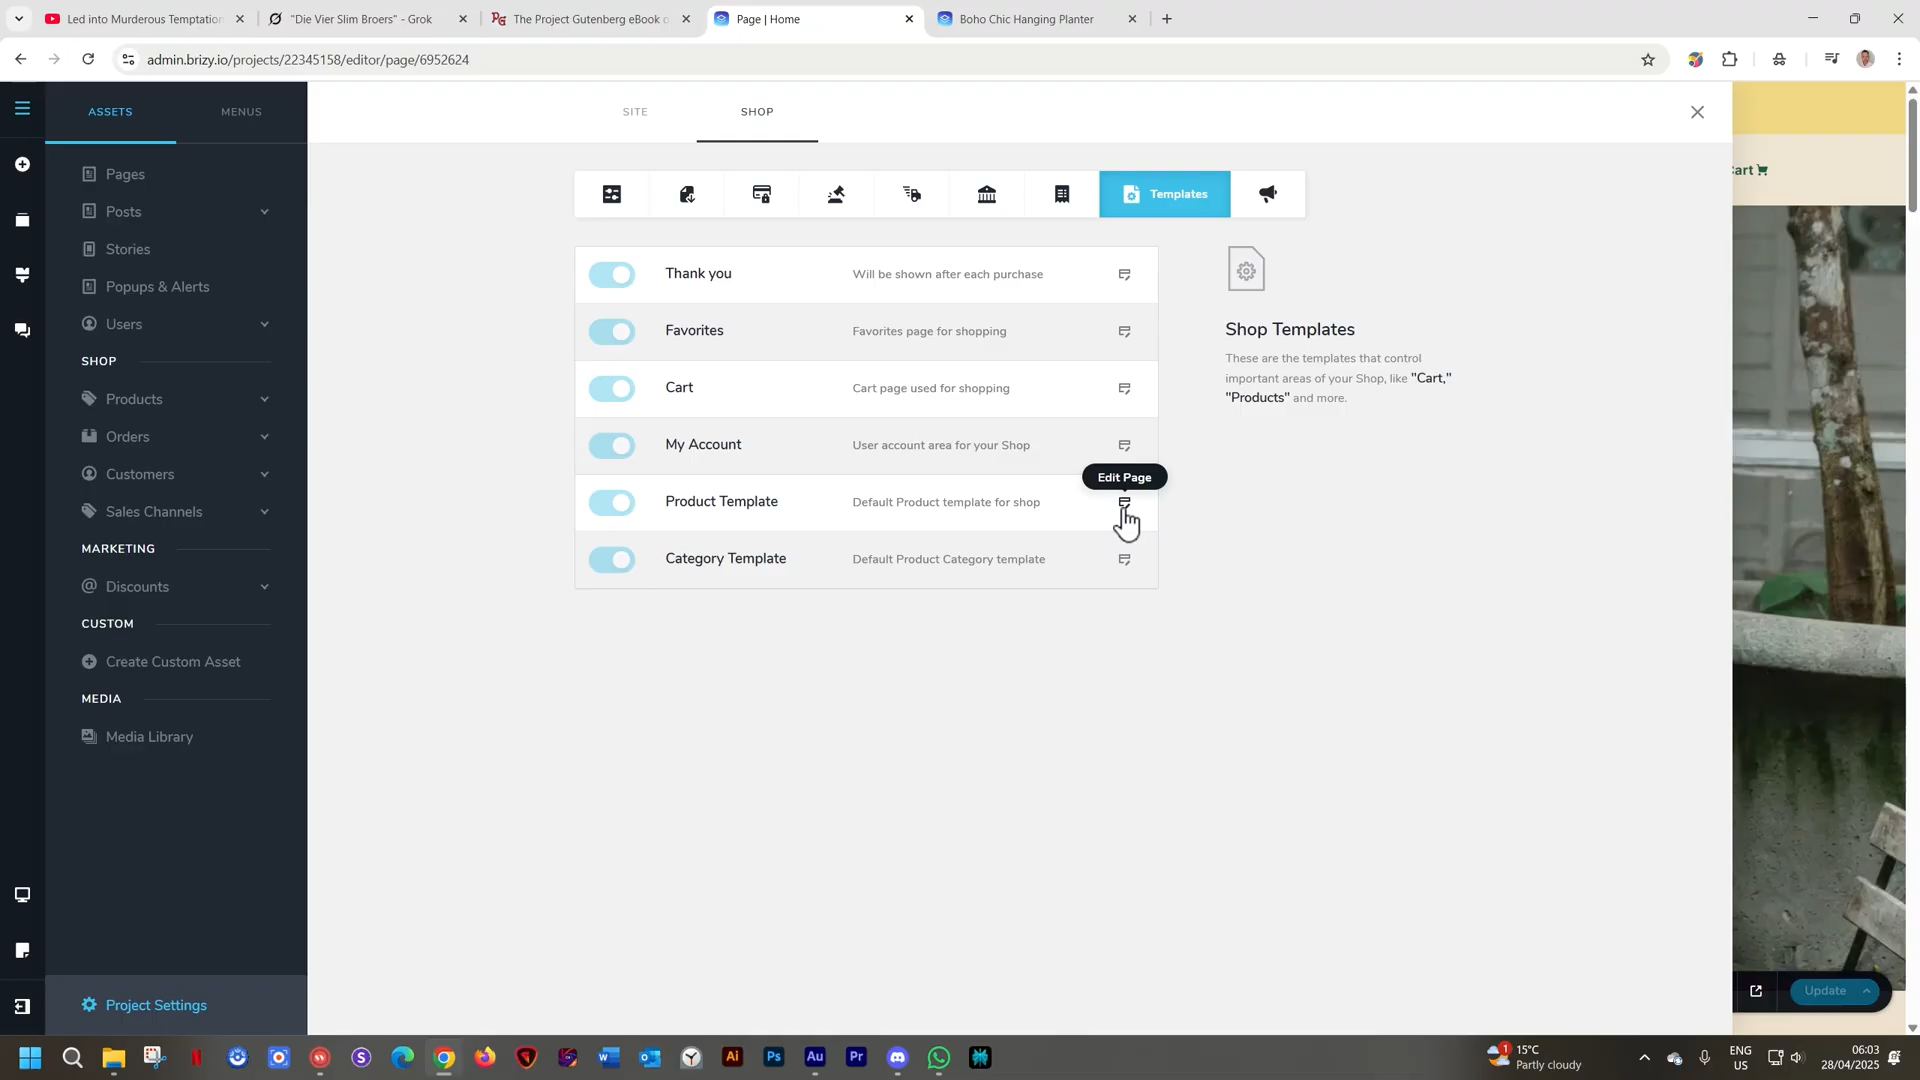 Led into Murderous Temptation
"Die Vier Slim Broers" - Grok
The Project Gutenberg eBook o
Page | Home
Boho Chic Hanging Planter
admin.brizy.io/projects/22345158/editor/page/6952624
ASSETS
MENUS
SITE
SHOP
Pages
Posts
Stories
Popups & Alerts
Users
SHOP
Products
Orders
Customers
Sales Channels
MARKETING
Discounts
CUSTOM
Create Custom Asset
MEDIA
Media Library
Project Settings
Templates
Thank you
Will be shown after each purchase
Favorites
Favorites page for shopping
Cart
Cart page used for shopping
My Account
User account area for your Shop
Edit Page
Product Template
Default Product template for shop
Category Template
Default Product Category template
Shop Templates
These are the templates that control
important areas of your Shop, like "Cart,"
"Products" and more.
Cart
Update
1
15°C
Partly cloudy
ENG
US
06:03
28/04/2025